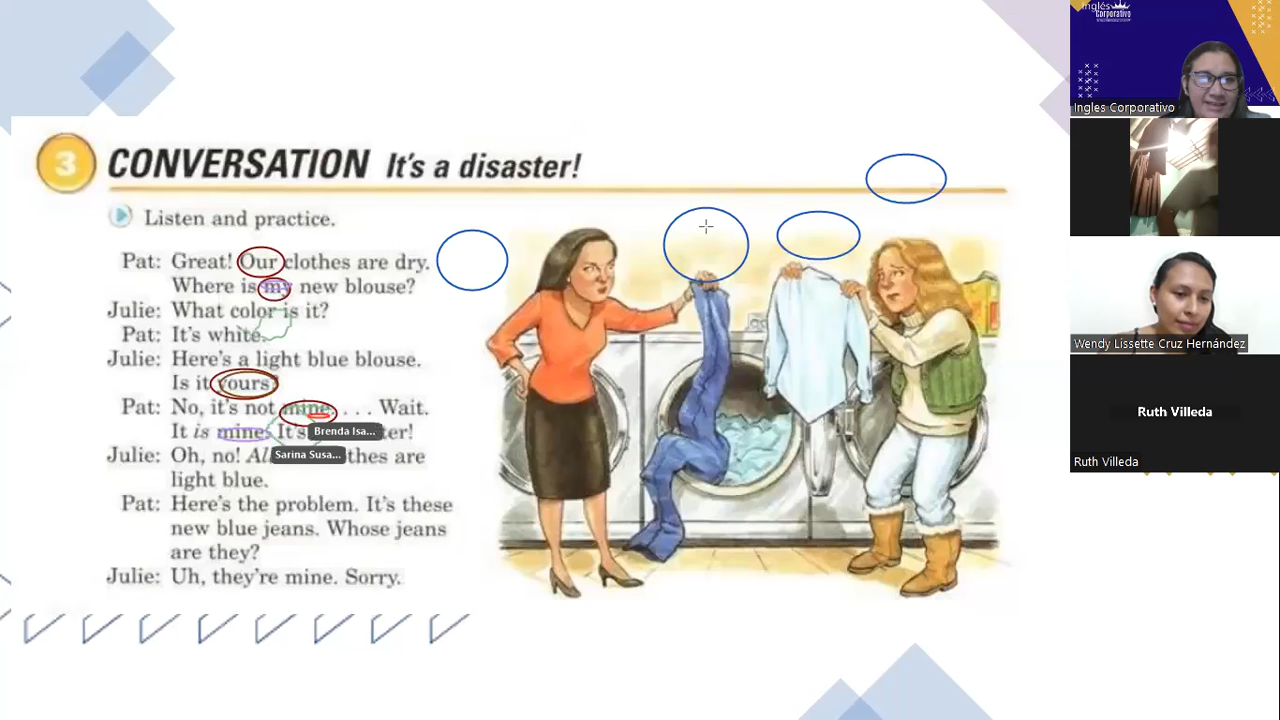 3 CONVERSATION It's a disaster!
Listen and practice.
Pat: Great! Our clothes are dry.
Where is my new blouse?
Julie: What color is it?
Pat: It's white.
Julie: Here's a light blue blouse.
Is it yours?
Pat: No, it's not mine. . . . Wait.
It is mine. It's
Brenda Isa...
Julie: Oh, no! are
Sarina Susa...
light blue.
Pat: Here's the problem. It's these
new blue jeans. Whose jeans
are they?
Julie: Uh, they're mine. Sorry.
Inglés
corporativo
Ingles Corporativo
Wendy Lissette Cruz Hernández
Ruth Villeda
Ruth Villeda